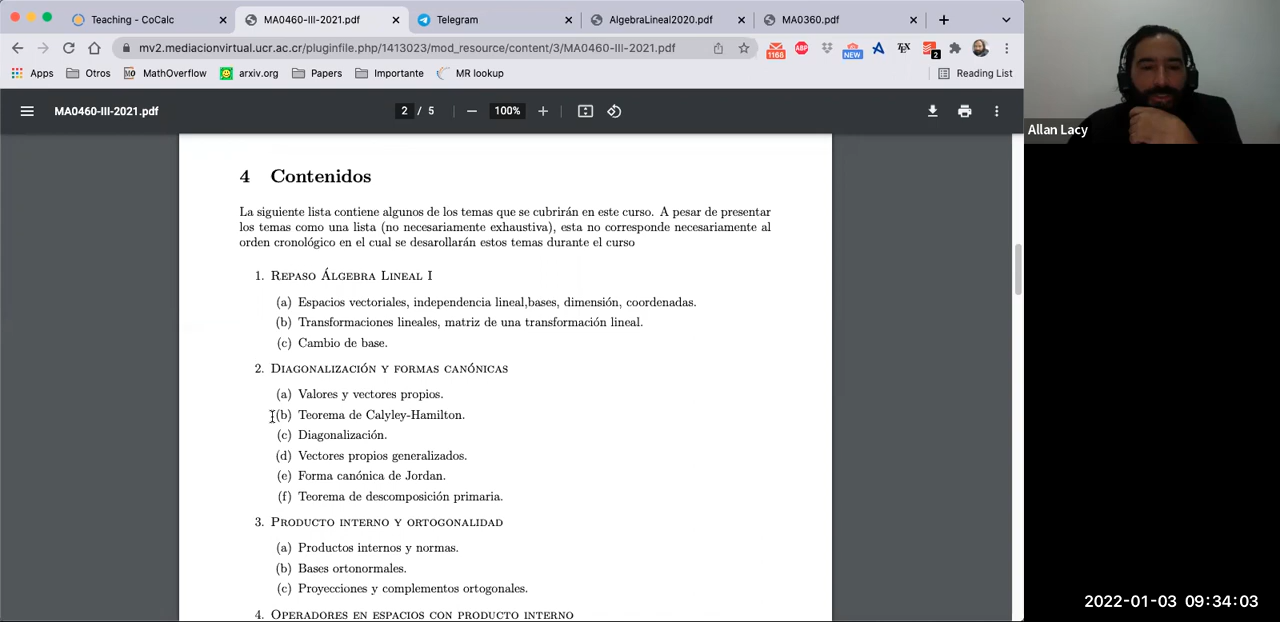 Teaching - CoCalc
MA0460-III-2021.pdf
Telegram
AlgebraLineal2020.pdf
MA0360.pdf
mv2.mediacionvirtual.ucr.ac.cr/pluginfile.php/1413023/mod_resource/content/3/MA0460-III-2021.pdf
1168
ABP
NEW
TEX
2
Apps
Otros
MathOverflow
arxiv.org
Papers
Importante
MR lookup
Reading List
MA0460-III-2021.pdf
2 / 5
100%
Allan Lacy
4 Contenidos
La siguiente lista contiene algunos de los temas que se cubrirán en este curso. A pesar de presentar
los temas como una lista (no necesariamente exhaustiva), esta no corresponde necesariamente al
orden cronológico en el cual se desarollarán estos temas durante el curso
1. REPASO ÁLGEBRA LINEAL I
(a) Espacios vectoriales, independencia lineal,bases, dimensión, coordenadas.
(b) Transformaciones lineales, matriz de una transformación lineal.
(c) Cambio de base.
2. DIAGONALIZACIÓN Y FORMAS CANÓNICAS
(a) Valores y vectores propios.
(b) Teorema de Calyley-Hamilton.
(c) Diagonalización.
(d) Vectores propios generalizados.
(e) Forma canónica de Jordan.
(f) Teorema de descomposición primaria.
3. PRODUCTO INTERNO Y ORTOGONALIDAD
(a) Productos internos y normas.
(b) Bases ortonormales.
(c) Proyecciones y complementos ortogonales.
4. OPERADORES EN ESPACIOS CON PRODUCTO INTERNO
2022-01-03 09:34:03